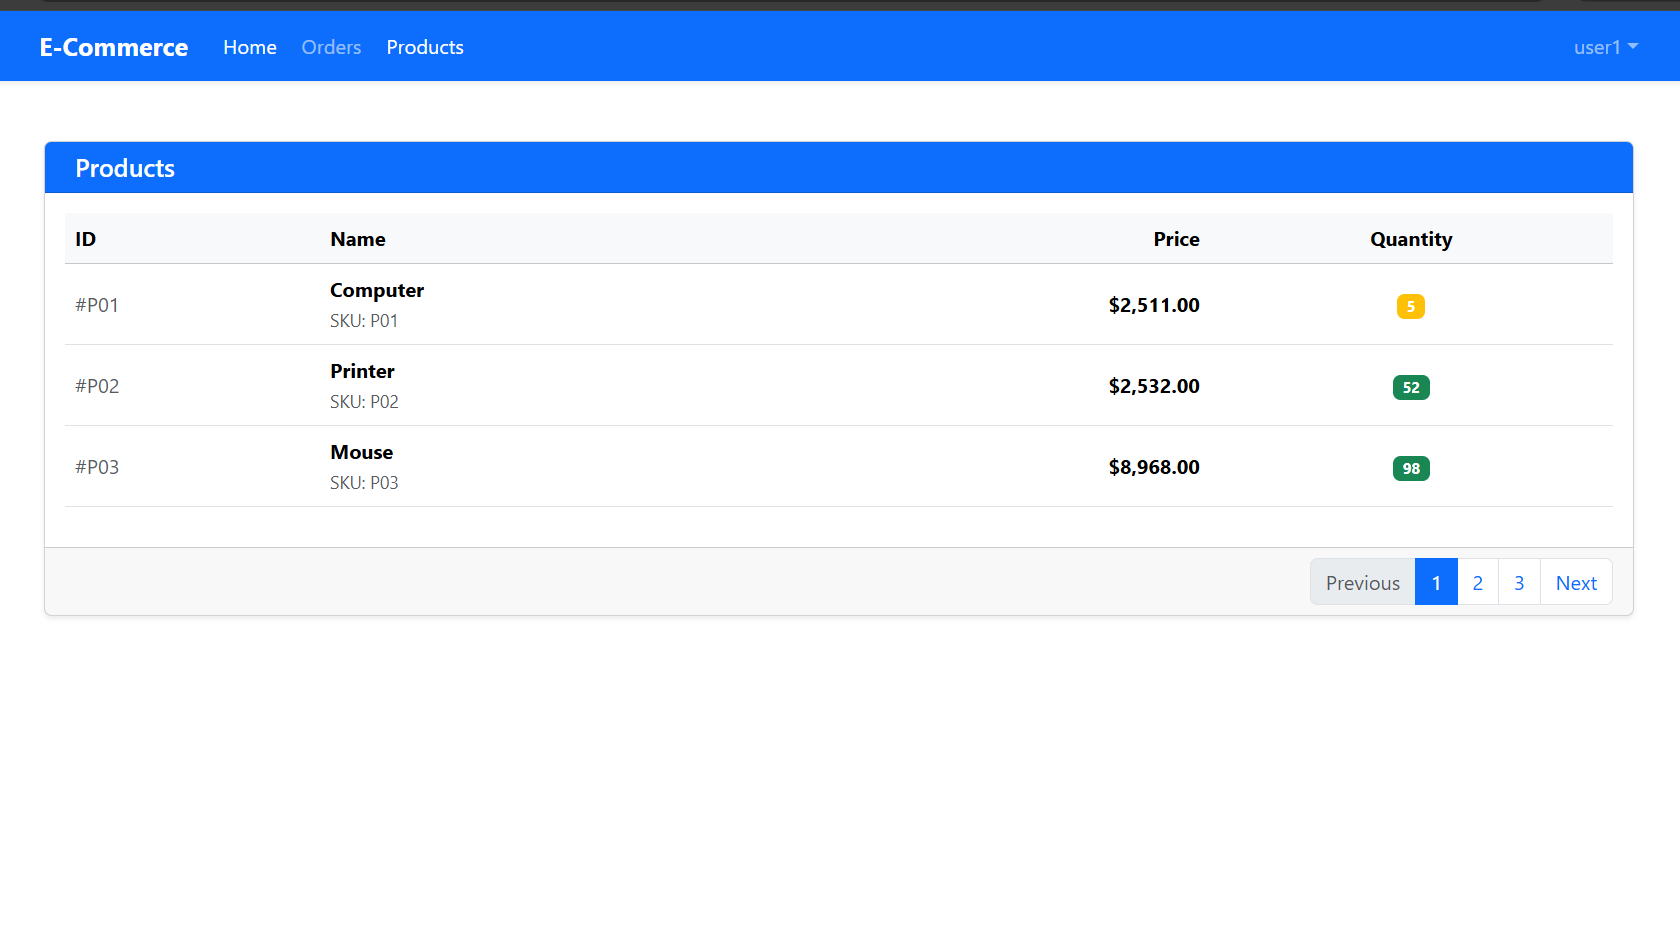 E-Commerce Home Orders Products user1
Products
ID Name Price Quantity
#P01 Computer $2,511.00 5
SKU: P01
#P02 Printer $2,532.00 52
SKU: P02
#P03 Mouse $8,968.00 98
SKU: P03
Previous 1 2 3 Next